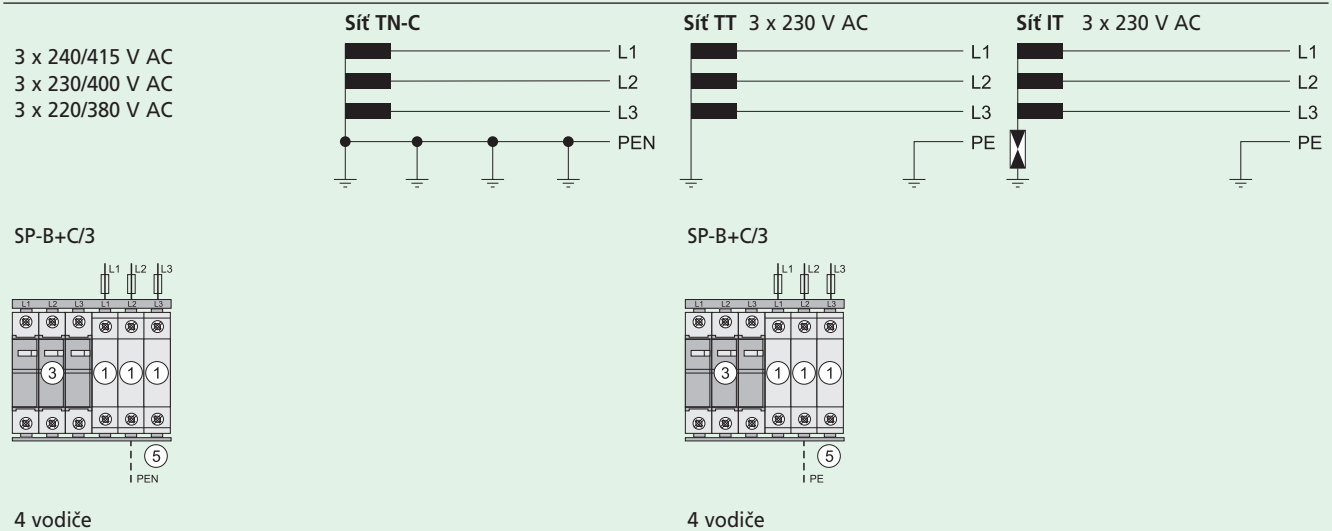 Síť TN-C
Síť TT 3 x 230 V AC
Síť IT 3 x 230 V AC
3 x 240/415 V AC
3 x 230/400 V AC
3 x 220/380 V AC
L1
L2
L3
PEN
L1
L2
L3
PE
L1
L2
L3
PE
SP-B+C/3
L1 L2 L3
L1 L2 L3 L1 L2 L3
3 1 1 1
5
PEN
4 vodiče
SP-B+C/3
L1 L2 L3
L1 L2 L3 L1 L2 L3
3 1 1 1
5
PE
4 vodiče